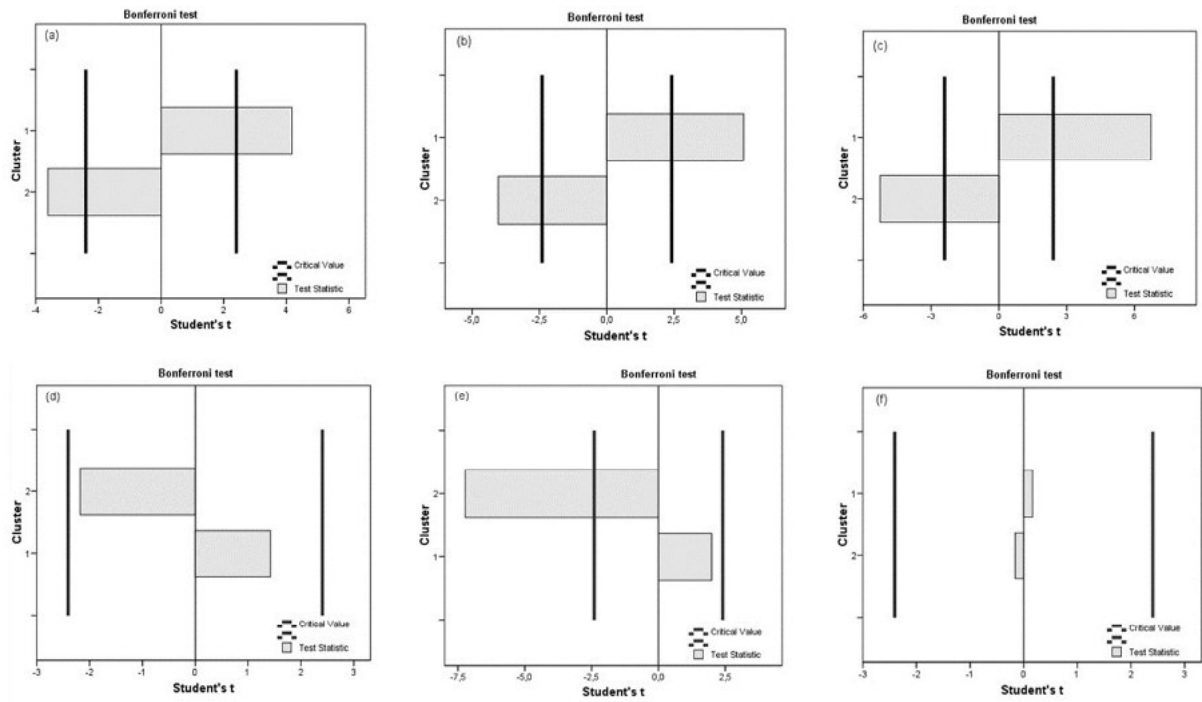 Bonferroni test
(a)
Cluster
1
2
Critical Value
Test Statistic
-4 -2 0 2 4 6
Student's t
Bonferroni test
(b)
Cluster
1
2
Critical Value
Test Statistic
-5,0 -2,5 0,0 2,5 5,0
Student's t
Bonferroni test
(c)
Cluster
1
2
Critical Value
Test Statistic
-6 -3 0 3 6
Student's t
Bonferroni test
(d)
Cluster
2
1
Critical Value
Test Statistic
-3 -2 -1 0 1 2 3
Student's t
Bonferroni test
(e)
Cluster
2
1
Critical Value
Test Statistic
-7,5 -5,0 -2,5 0,0 2,5
Student's t
Bonferroni test
(f)
Cluster
1
2
Critical Value
Test Statistic
-3 -2 -1 0 1 2 3
Student's t